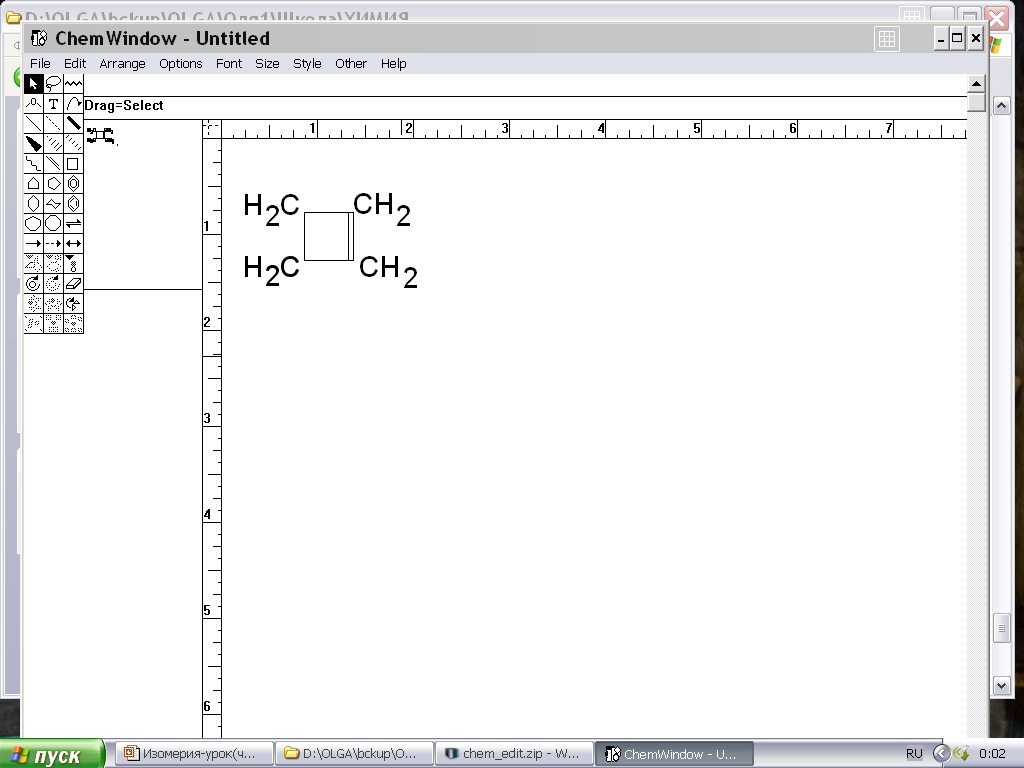 D:\OLGA\bckup\OLGA\Оля1\Школа\ХИМИЯ
ChemWindow - Untitled
File Edit Arrange Options Font Size Style Other Help
T
Drag=Select
1 2 3 4 5 6 7
H2C CH2
1
H2C CH2
2
3
4
5
6
пуск Изомерия-урок(ч... D:\OLGA\bckup\O... chem_edit.zip - W... ChemWindow - U... RU 0:02